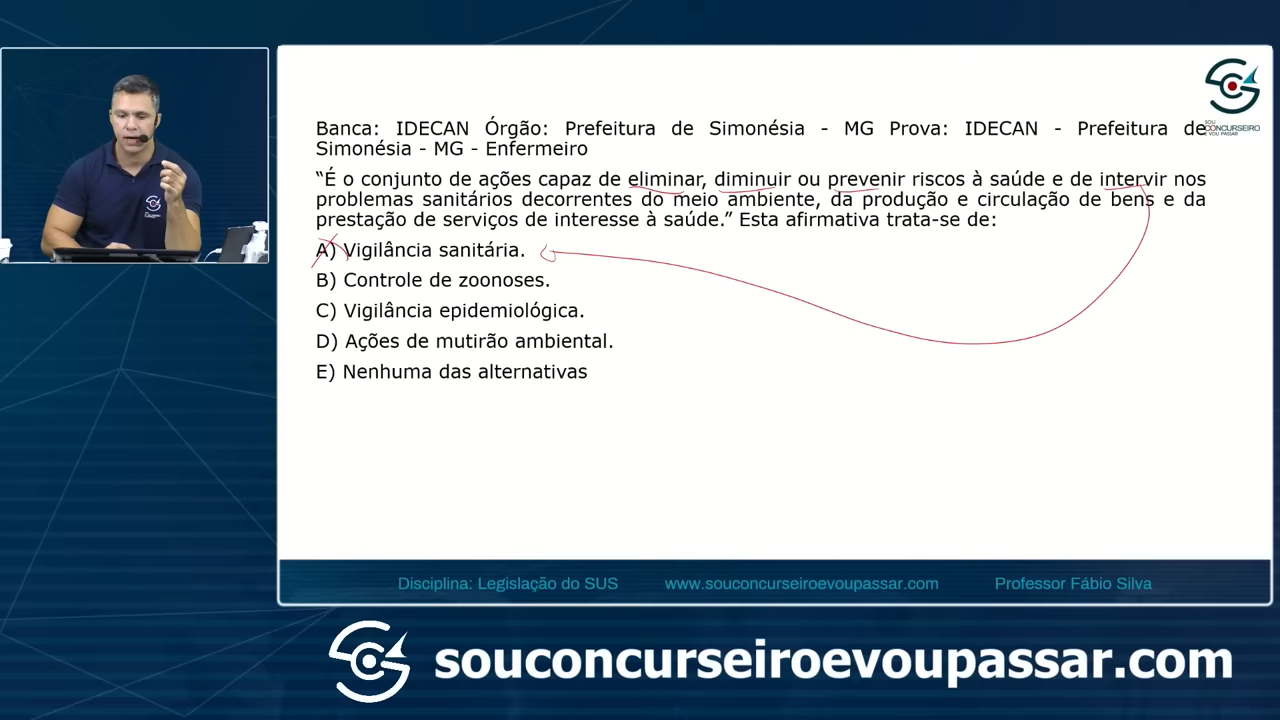 Banca: IDECAN Órgão: Prefeitura de Simonésia - MG Prova: IDECAN - Prefeitura de
Simonésia - MG - Enfermeiro
“É o conjunto de ações capaz de eliminar, diminuir ou prevenir riscos à saúde e de intervir nos
problemas sanitários decorrentes do meio ambiente, da produção e circulação de bens e da
prestação de serviços de interesse à saúde.” Esta afirmativa trata-se de:
A) Vigilância sanitária.
B) Controle de zoonoses.
C) Vigilância epidemiológica.
D) Ações de mutirão ambiental.
E) Nenhuma das alternativas
SOU
CONCURSEIRO
E VOU PASSAR
Disciplina: Legislação do SUS www.souconcurseiroevoupassar.com Professor Fábio Silva
souconcurseiroevoupassar.com